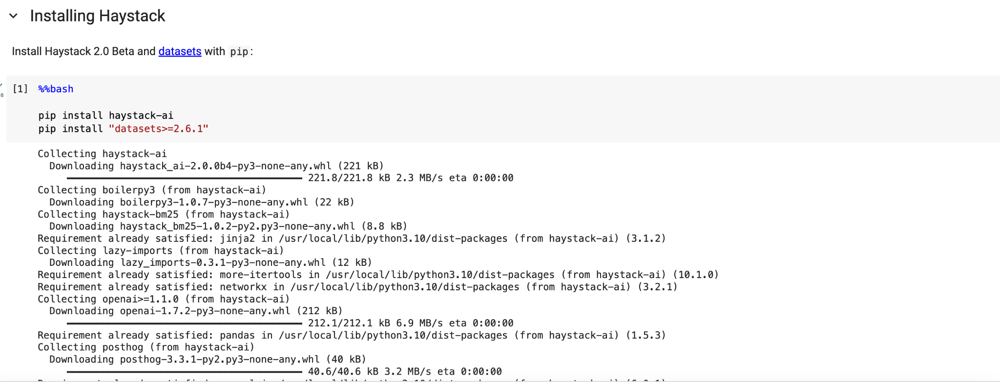 Installing Haystack
Install Haystack 2.0 Beta and datasets with pip:
[1] %%bash
s
pip install haystack-ai
pip install "datasets>=2.6.1"
Collecting haystack-ai
Downloading haystack_ai-2.0.0b4-py3-none-any.whl (221 kB)
221.8/221.8 kB 2.3 MB/s eta 0:00:00
Collecting boilerpy3 (from haystack-ai)
Downloading boilerpy3-1.0.7-py3-none-any.whl (22 kB)
Collecting haystack-bm25 (from haystack-ai)
Downloading haystack_bm25-1.0.2-py2.py3-none-any.whl (8.8 kB)
Requirement already satisfied: jinja2 in /usr/local/lib/python3.10/dist-packages (from haystack-ai) (3.1.2)
Collecting lazy-imports (from haystack-ai)
Downloading lazy_imports-0.3.1-py3-none-any.whl (12 kB)
Requirement already satisfied: more-itertools in /usr/local/lib/python3.10/dist-packages (from haystack-ai) (10.1.0)
Requirement already satisfied: networkx in /usr/local/lib/python3.10/dist-packages (from haystack-ai) (3.2.1)
Collecting openai>=1.1.0 (from haystack-ai)
Downloading openai-1.7.2-py3-none-any.whl (212 kB)
212.1/212.1 kB 6.9 MB/s eta 0:00:00
Requirement already satisfied: pandas in /usr/local/lib/python3.10/dist-packages (from haystack-ai) (1.5.3)
Collecting posthog (from haystack-ai)
Downloading posthog-3.3.1-py2.py3-none-any.whl (40 kB)
40.6/40.6 kB 3.2 MB/s eta 0:00:00